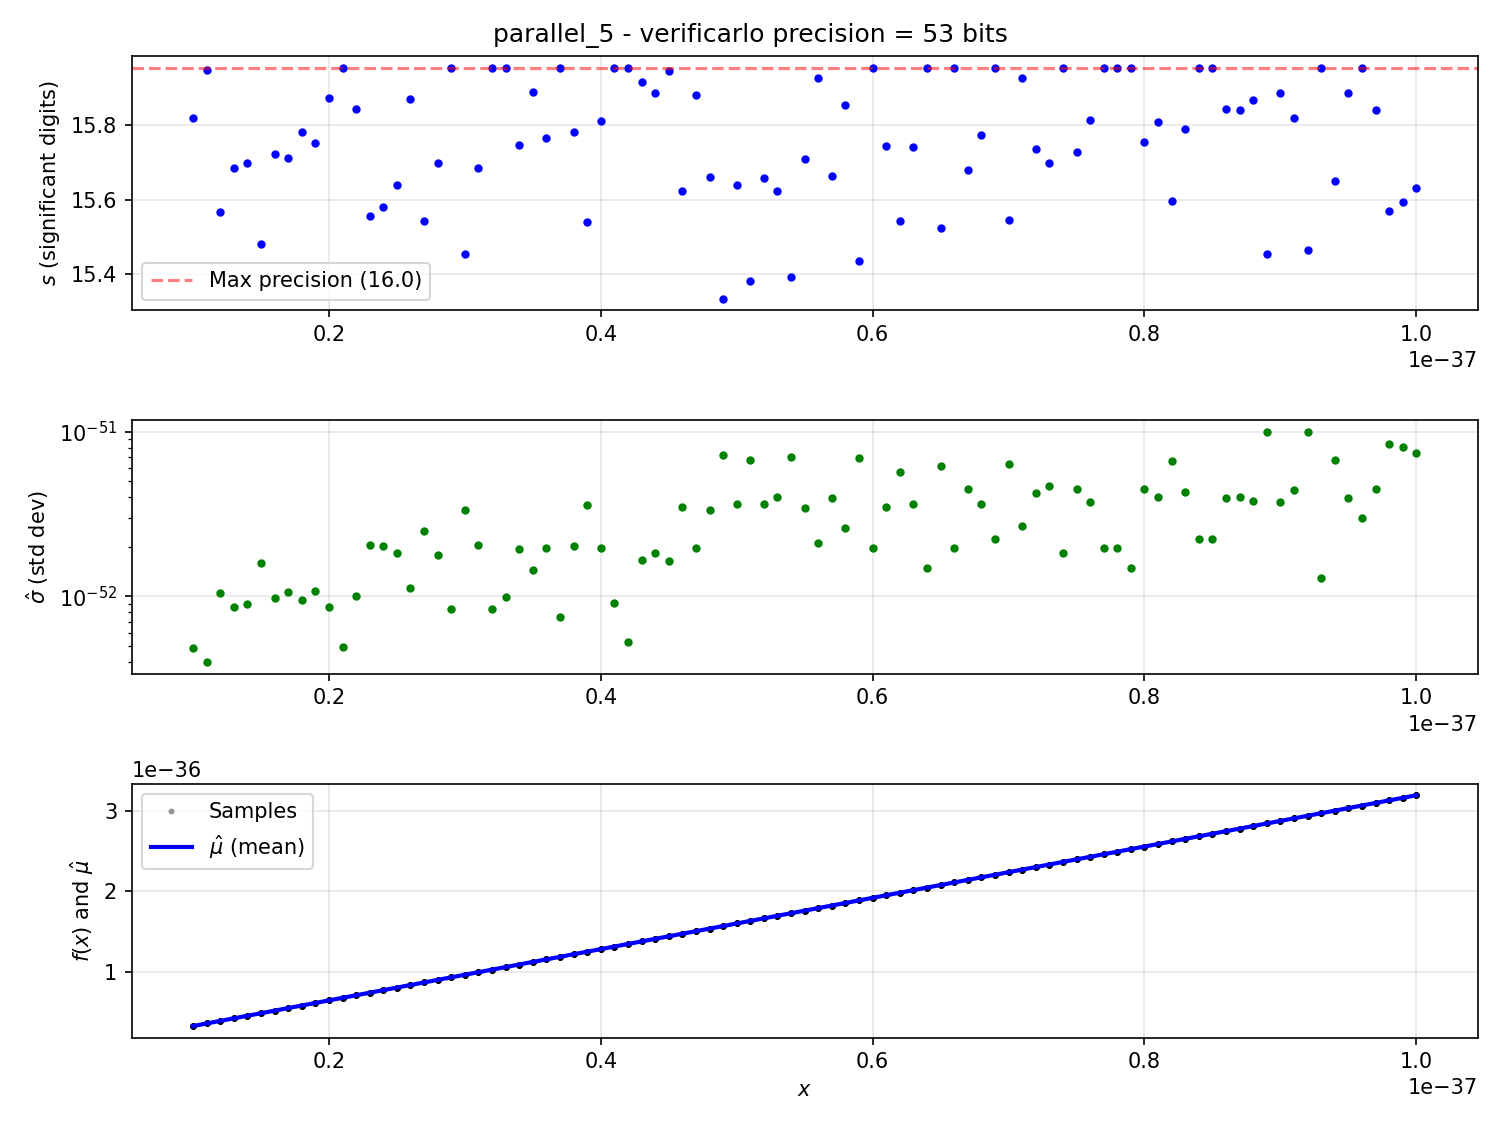 parallel_5 - verificarlo precision = 53 bits
s (significant digits)
15.8
15.6
15.4
Max precision (16.0)
0.2 0.4 0.6 0.8 1.0
1e−37
σ̂ (std dev)
10⁻⁵¹
10⁻⁵²
0.2 0.4 0.6 0.8 1.0
1e−37
1e−36
f(x) and μ̂
3
2
1
Samples
μ̂ (mean)
0.2 0.4 0.6 0.8 1.0
x
1e−37